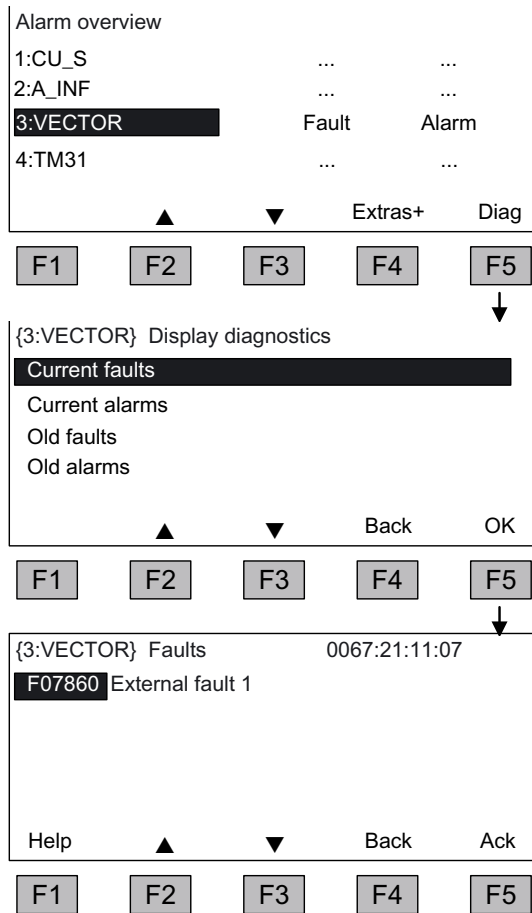 Alarm overview
1:CU_S ... ...
2:A_INF ... ...
3:VECTOR Fault Alarm
4:TM31 ... ...
▲ ▼ Extras+ Diag
F1 F2 F3 F4 F5
{3:VECTOR} Display diagnostics
Current faults
Current alarms
Old faults
Old alarms
▲ ▼ Back OK
F1 F2 F3 F4 F5
{3:VECTOR} Faults 0067:21:11:07
F07860 External fault 1
Help ▲ ▼ Back Ack
F1 F2 F3 F4 F5